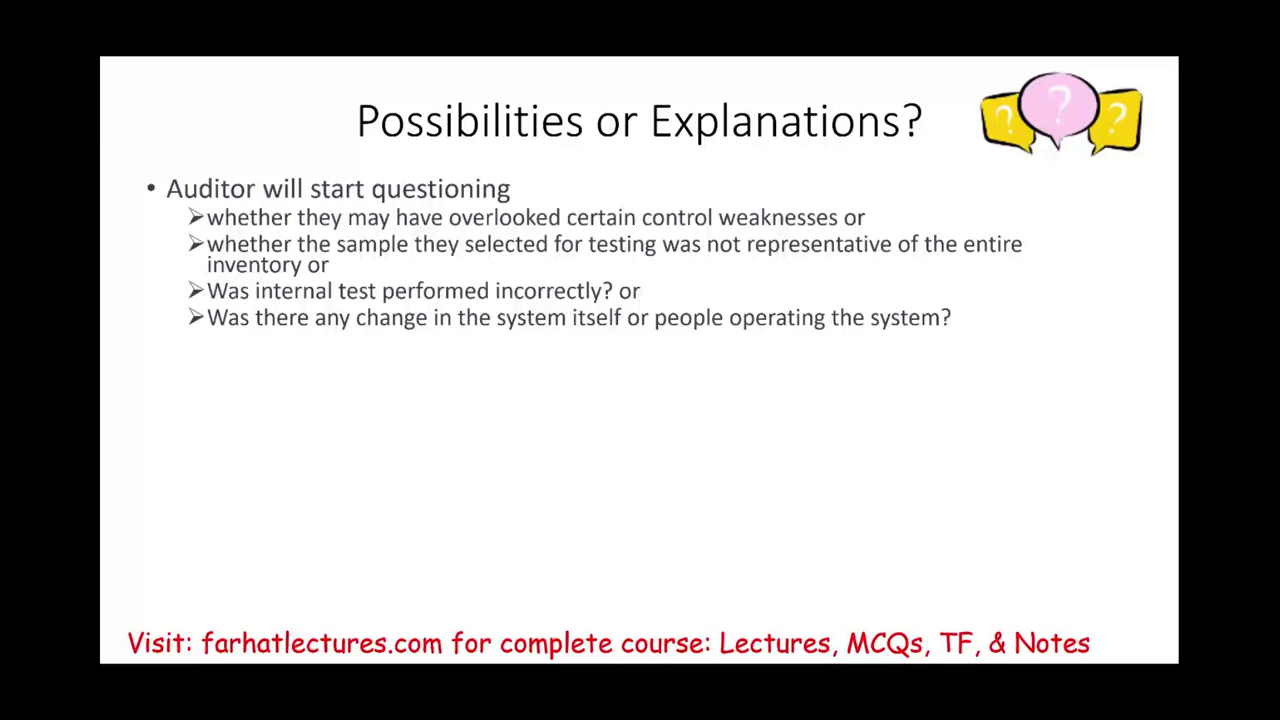 Possibilities or Explanations?
? ? ?
• Auditor will start questioning
➢whether they may have overlooked certain control weaknesses or
➢whether the sample they selected for testing was not representative of the entire
inventory or
➢Was internal test performed incorrectly? or
➢Was there any change in the system itself or people operating the system?
Visit: farhatlectures.com for complete course: Lectures, MCQs, TF, & Notes